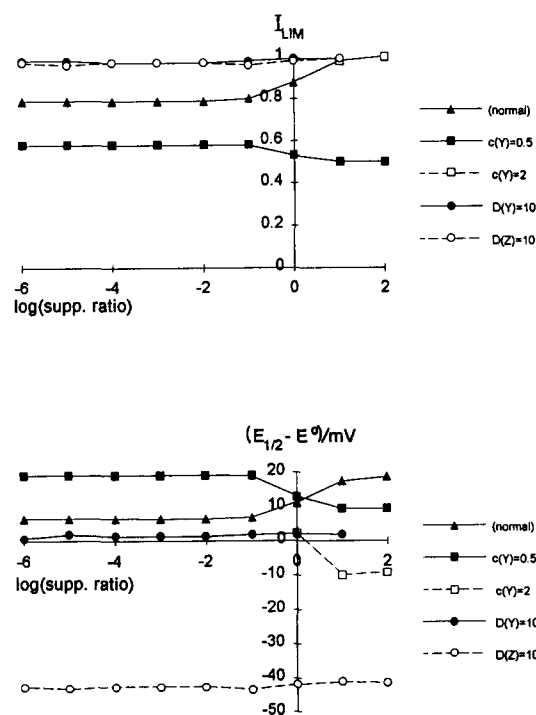 I_LIM
1
0.8
0.6
0.4
0.2
0
-6 -4 -2 0 2
log(supp. ratio)
(normal)
c(Y)=0.5
c(Y)=2
D(Y)=10
D(Z)=10
(E_1/2 - E^o)/mV
20
10
0
-10
-20
-30
-40
-50
-6 -4 -2 0 2
log(supp. ratio)
(normal)
c(Y)=0.5
c(Y)=2
D(Y)=10
D(Z)=10